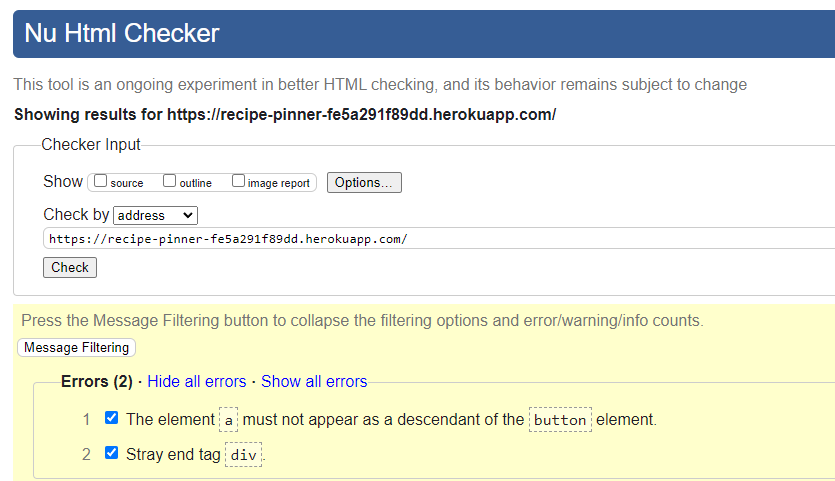 Nu Html Checker
This tool is an ongoing experiment in better HTML checking, and its behavior remains subject to change
Showing results for https://recipe-pinner-fe5a291f89dd.herokuapp.com/
Checker Input
Show source outline image report Options...
Check by address
https://recipe-pinner-fe5a291f89dd.herokuapp.com/
Check
Press the Message Filtering button to collapse the filtering options and error/warning/info counts.
Message Filtering
Errors (2) · Hide all errors · Show all errors
1 The element a must not appear as a descendant of the button element.
2 Stray end tag div.